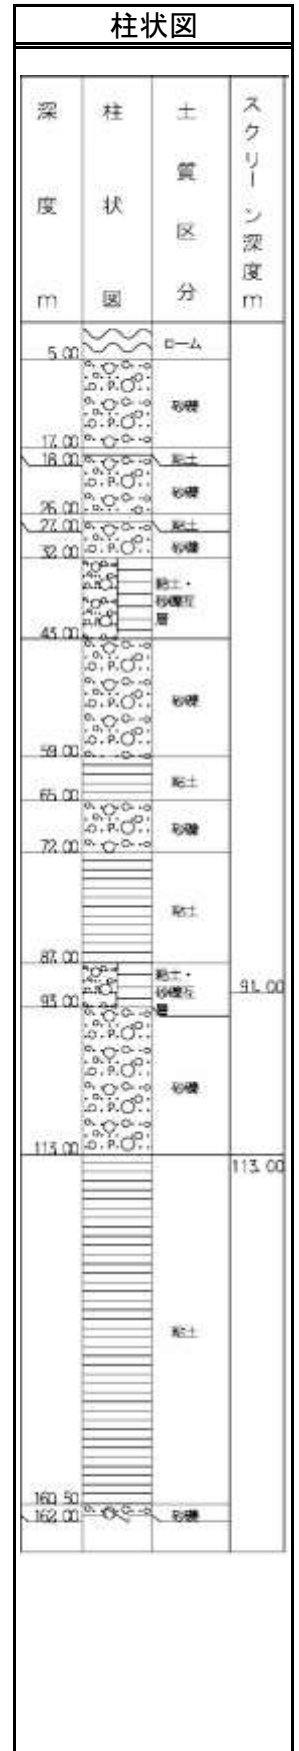 柱状図
深度m
柱状図
土質区分
スクリーン深度m
ローム
5.00
砂礫
17.00
粘土
18.00
砂礫
26.00
粘土
27.00
砂礫
32.00
粘土・
砂礫互
層
43.00
砂礫
59.00
粘土
65.00
砂礫
72.00
粘土
87.00
粘土・
砂礫互
層
91.00
93.00
砂礫
113.00
113.00
粘土
160.50
砂礫
162.00